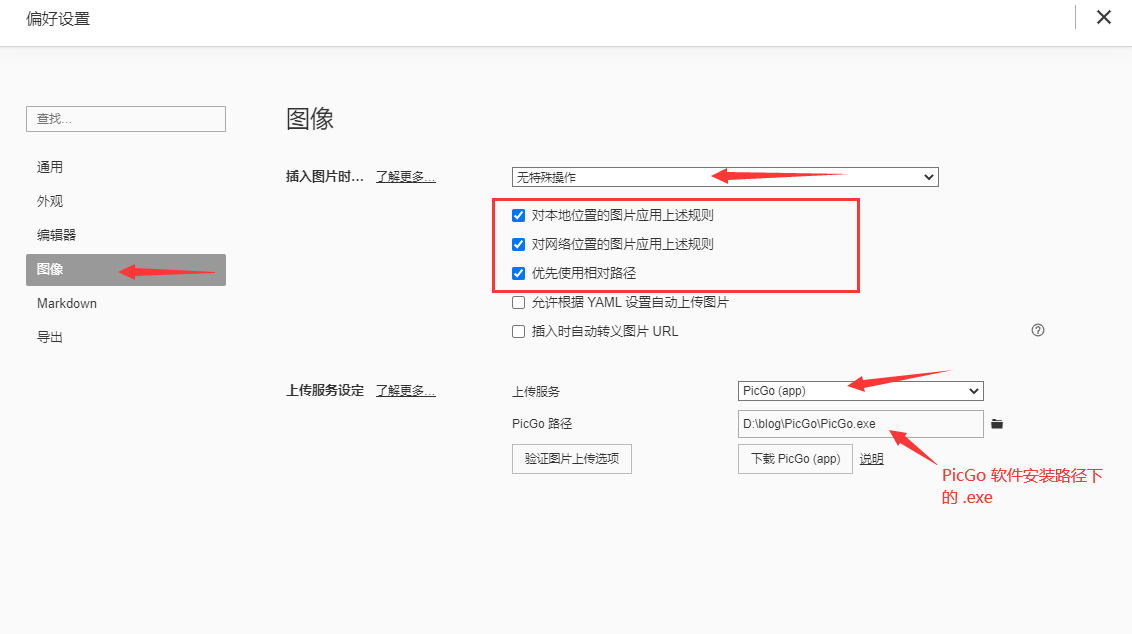 偏好设置
查找...
通用
外观
编辑器
图像
Markdown
导出
图像
插入图片时... 了解更多...
无特殊操作
对本地位置的图片应用上述规则
对网络位置的图片应用上述规则
优先使用相对路径
允许根据 YAML 设置自动上传图片
插入时自动转义图片 URL
上传服务设定 了解更多...
上传服务 PicGo (app)
PicGo 路径 D:\blog\PicGo\PicGo.exe
验证图片上传选项 下载 PicGo (app) 说明
PicGo 软件安装路径下
的 .exe